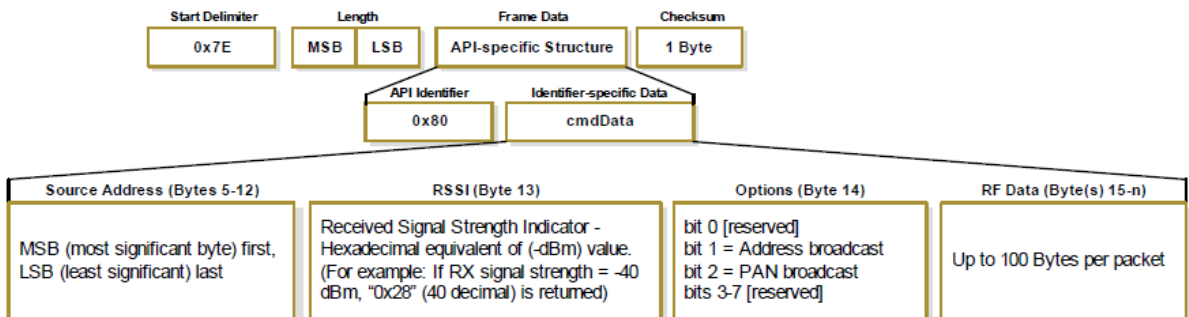 Start Delimiter
Length
Frame Data
Checksum
0x7E
MSB
LSB
API-specific Structure
1 Byte
API Identifier
Identifier-specific Data
0x80
cmdData
Source Address (Bytes 5-12)
MSB (most significant byte) first,
LSB (least significant) last
RSSI (Byte 13)
Received Signal Strength Indicator -
Hexadecimal equivalent of (-dBm) value.
(For example: If RX signal strength = -40
dBm, “0x28” (40 decimal) is returned)
Options (Byte 14)
bit 0 [reserved]
bit 1 = Address broadcast
bit 2 = PAN broadcast
bits 3-7 [reserved]
RF Data (Byte(s) 15-n)
Up to 100 Bytes per packet